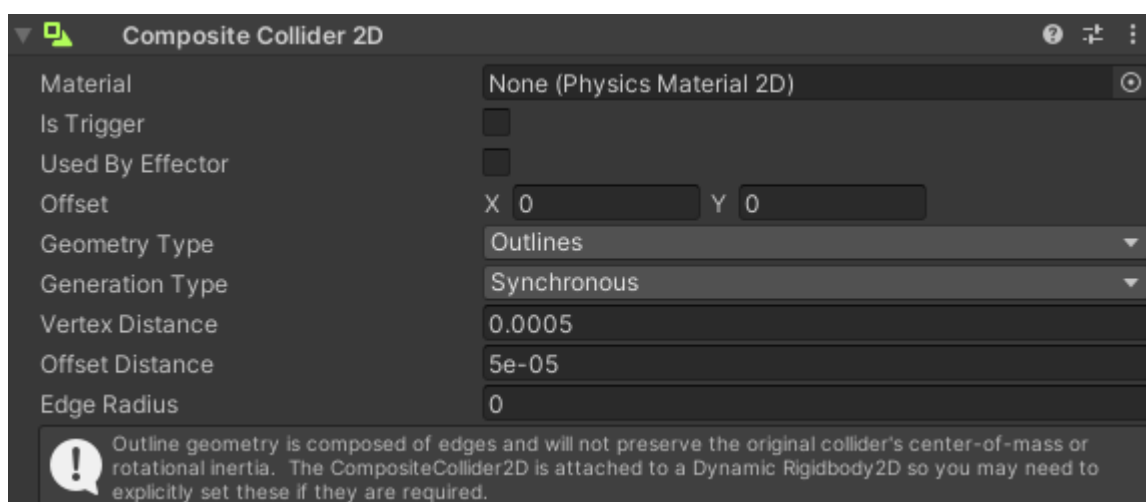 Composite Collider 2D
Material None (Physics Material 2D)
Is Trigger
Used By Effector
Offset X 0 Y 0
Geometry Type Outlines
Generation Type Synchronous
Vertex Distance 0.0005
Offset Distance 5e-05
Edge Radius 0
Outline geometry is composed of edges and will not preserve the original collider's center-of-mass or
rotational inertia. The CompositeCollider2D is attached to a Dynamic Rigidbody2D so you may need to
explicitly set these if they are required.